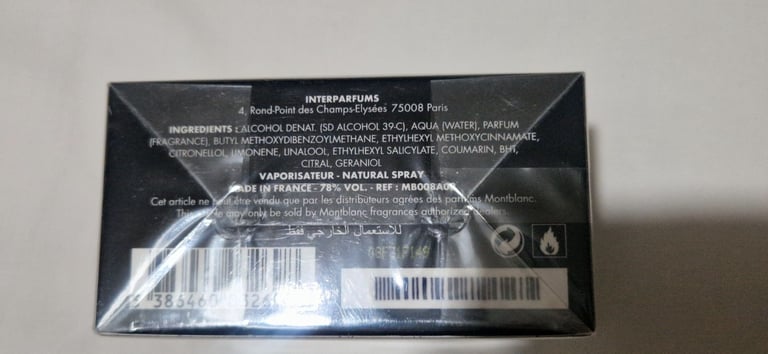 INTERPARFUMS
4, Rond-Point des Champs-Elysées 75008 Paris
INGREDIENTS : ALCOHOL DENAT. (SD ALCOHOL 39-C), AQUA (WATER), PARFUM
(FRAGRANCE), BUTYL METHOXYDIBENZOYLMETHANE, ETHYLHEXYL METHOXYCINNAMATE,
CITRONELLOL, LIMONENE, LINALOOL, ETHYLHEXYL SALICYLATE, COUMARIN, BHT,
CITRAL, GERANIOL
VAPORISATEUR - NATURAL SPRAY
MADE IN FRANCE - 78% VOL. - REF :
Cet article ne peut être vendu que par les distributeurs agrées des parfums Montblanc.
This article may only be sold by Montblanc fragrances authorized dealers.
للاستعمال الخارجي فقط
386460